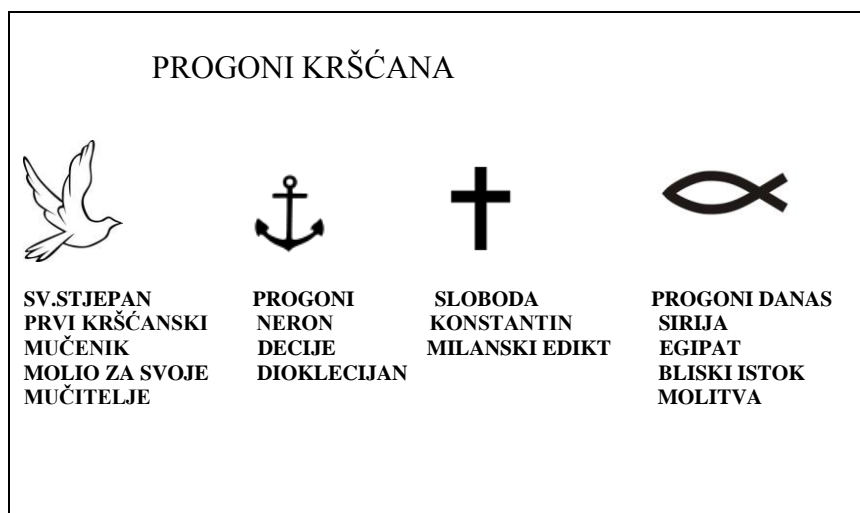 PROGONI KRŠĆANA
SV.STJEPAN
PRVI KRŠĆANSKI
MUČENIK
MOLIO ZA SVOJE
MUČITELJE
PROGONI
NERON
DECIJE
DIOKLECIJAN
SLOBODA
KONSTANTIN
MILANSKI EDIKT
PROGONI DANAS
SIRIJA
EGIPAT
BLISKI ISTOK
MOLITVA